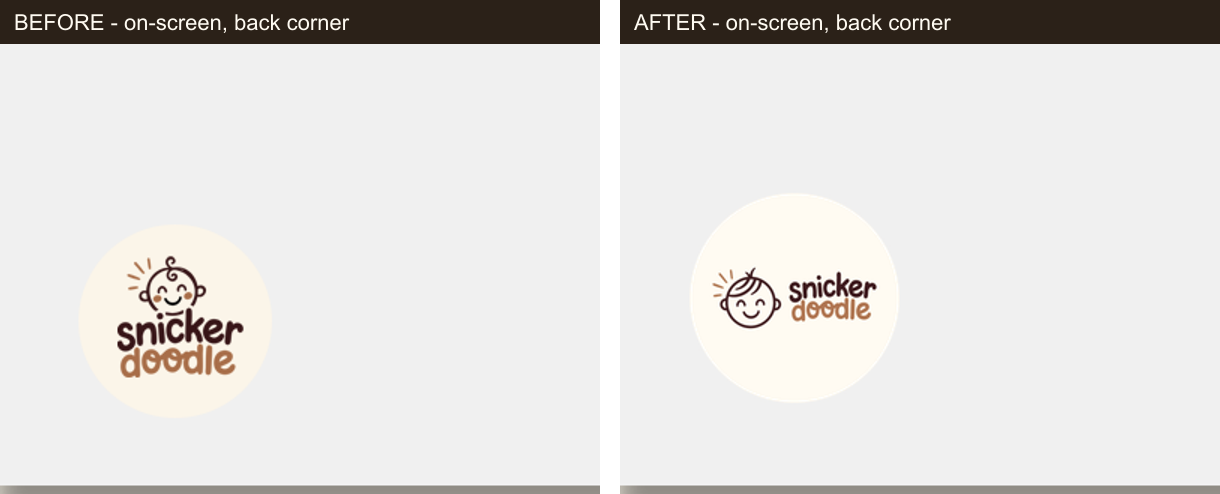 BEFORE - on-screen, back corner
AFTER - on-screen, back corner
snicker
doodle
snicker
doodle